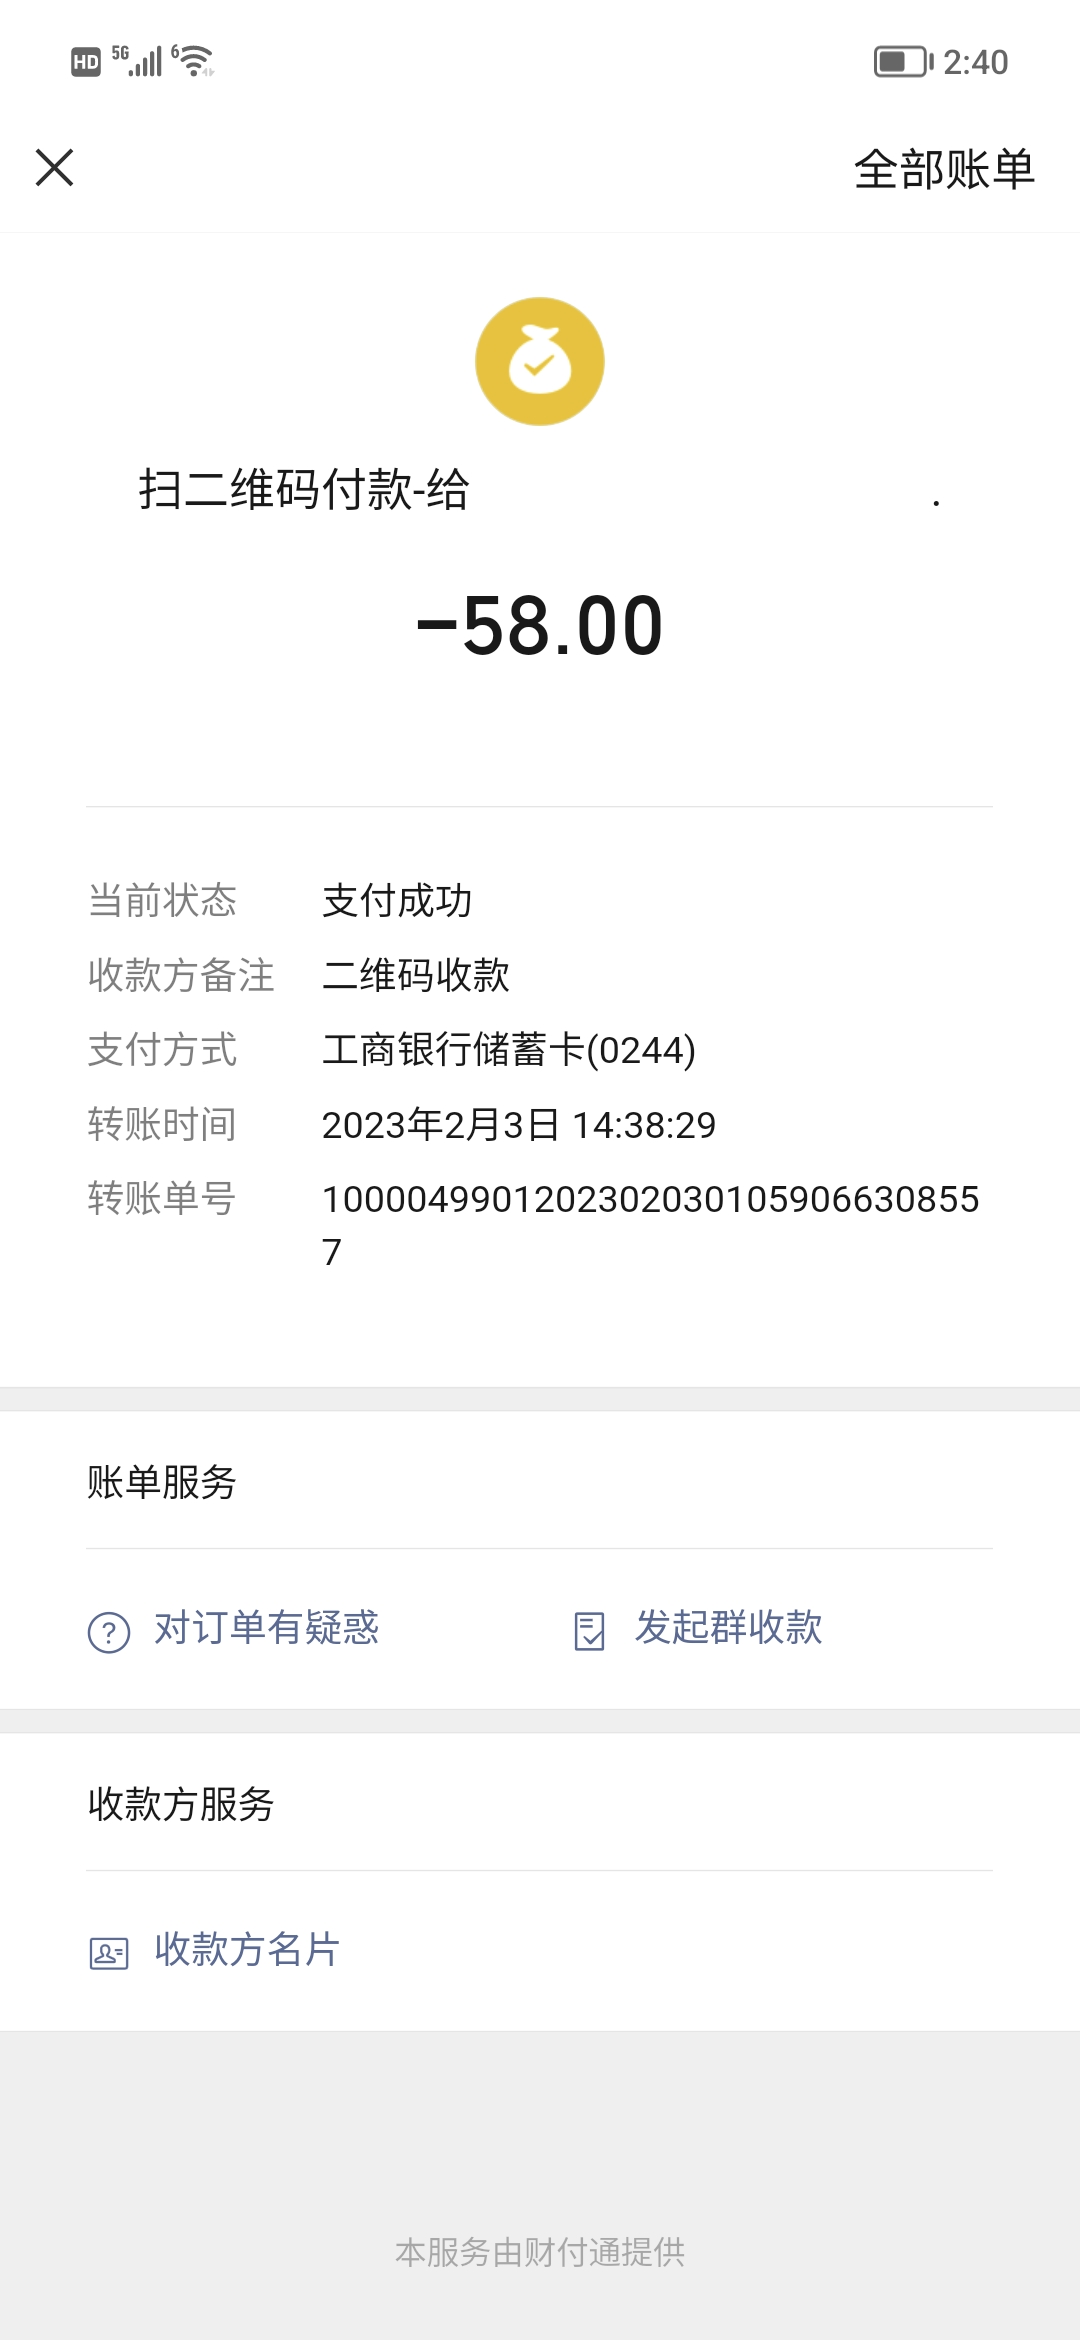 HD 5G 6 2:40
全部账单
扫二维码付款-给 .
-58.00
当前状态 支付成功
收款方备注 二维码收款
支付方式 工商银行储蓄卡(0244)
转账时间 2023年2月3日 14:38:29
转账单号 100004990120230203010590663085​5
7
账单服务
对订单有疑惑 发起群收款
收款方服务
收款方名片
本服务由财付通提供